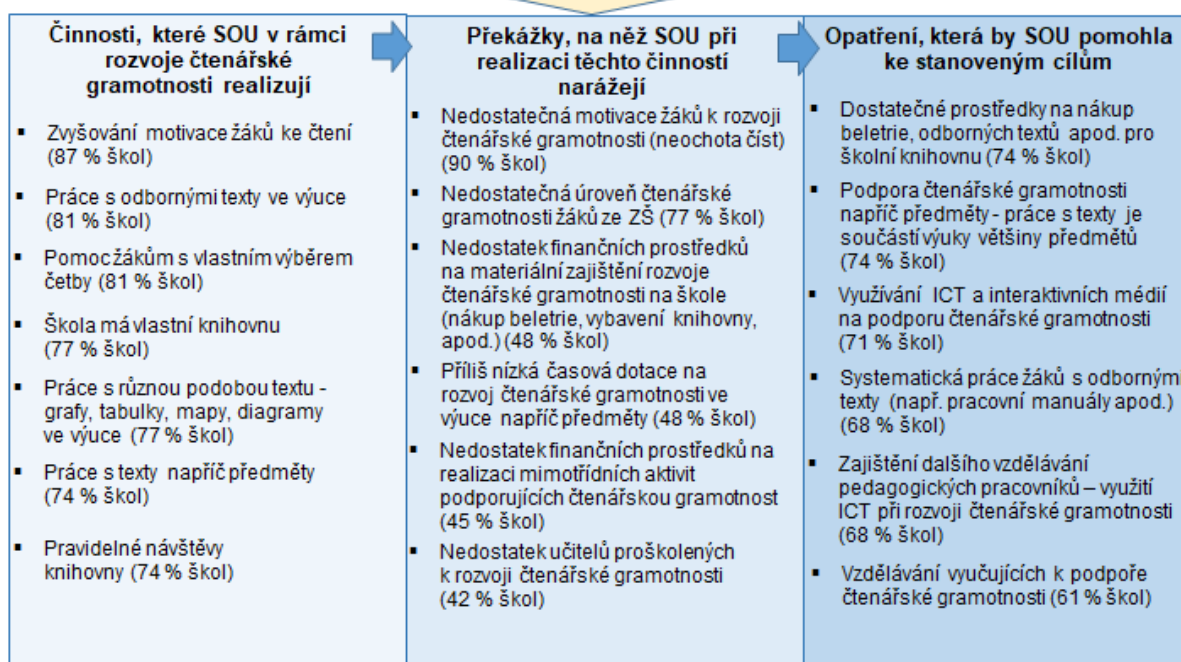 Činnosti, které SOU v rámci
rozvoje čtenářské
gramotnosti realizují
▪ Zvyšování motivace žáků ke čtení
(87 % škol)
▪ Práce s odbornými texty ve výuce
(81 % škol)
▪ Pomoc žákům s vlastním výběrem
četby (81 % škol)
▪ Škola má vlastní knihovnu
(77 % škol)
▪ Práce s různou podobou textu -
grafy, tabulky, mapy, diagramy
ve výuce (77 % škol)
▪ Práce s texty napříč předměty
(74 % škol)
▪ Pravidelné návštěvy
knihovny (74 % škol)
Překážky, na něž SOU při
realizaci těchto činností
narážejí
▪ Nedostatečná motivace žáků k rozvoji
čtenářské gramotnosti (neochota číst)
(90 % škol)
▪ Nedostatečná úroveň čtenářské
gramotnosti žáků ze ZŠ (77 % škol)
▪ Nedostatek finančních prostředků
na materiální zajištění rozvoje
čtenářské gramotnosti na škole
(nákup beletrie, vybavení knihovny,
apod.) (48 % škol)
▪ Příliš nízká časová dotace na
rozvoj čtenářské gramotnosti ve
výuce napříč předměty (48 % škol)
▪ Nedostatek finančních prostředků na
realizaci mimotřídních aktivit
podporujících čtenářskou gramotnost
(45 % škol)
▪ Nedostatek učitelů proškolených
k rozvoji čtenářské gramotnosti
(42 % škol)
Opatření, která by SOU pomohla
ke stanoveným cílům
▪ Dostatečné prostředky na nákup
beletrie, odborných textů apod. pro
školní knihovnu (74 % škol)
▪ Podpora čtenářské gramotnosti
napříč předměty - práce s texty je
součástí výuky většiny předmětů
(74 % škol)
▪ Využívání ICT a interaktivních médií
na podporu čtenářské gramotnosti
(71 % škol)
▪ Systematická práce žáků s odbornými
texty (např. pracovní manuály apod.)
(68 % škol)
▪ Zajištění dalšího vzdělávání
pedagogických pracovníků – využití
ICT při rozvoji čtenářské gramotnosti
(68 % škol)
▪ Vzdělávání vyučujících k podpoře
čtenářské gramotnosti (61 % škol)